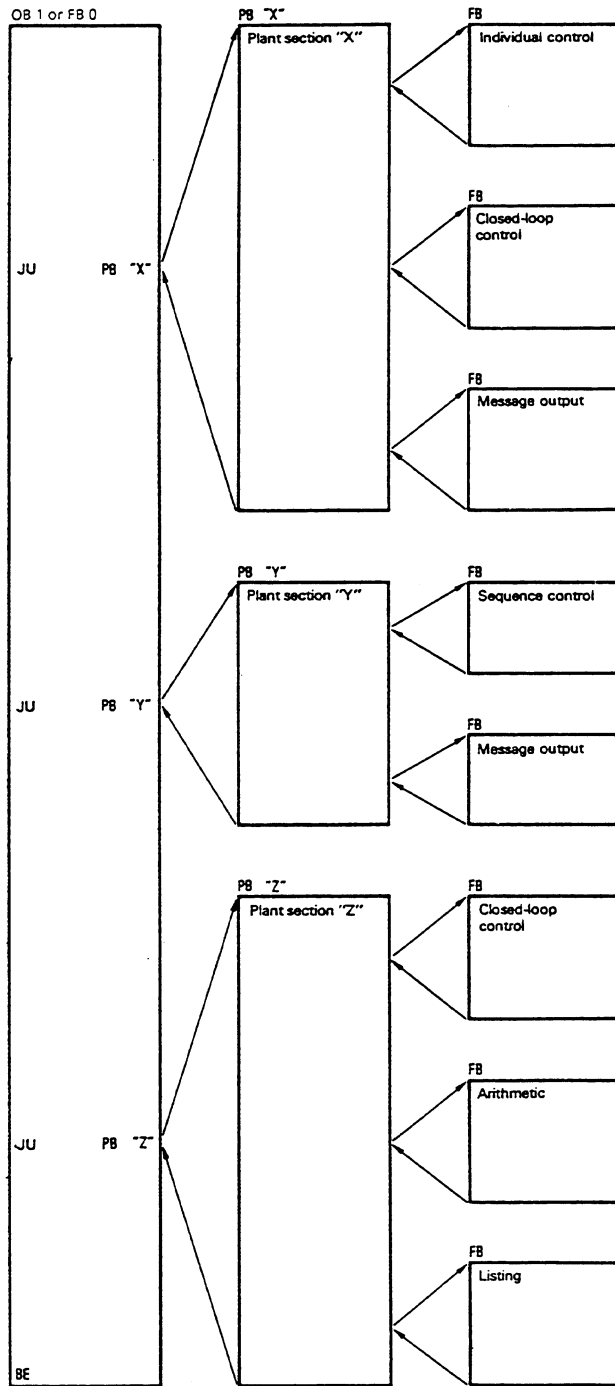 OB 1 or FB 0
PB "X"
FB
Plant section "X"
Individual control
FB
Closed-loop
control
JU PB "X"
FB
Message output
PB "Y"
FB
Plant section "Y"
Sequence control
JU PB "Y"
FB
Message output
PB "Z"
FB
Plant section "Z"
Closed-loop
control
FB
Arithmetic
JU PB "Z"
FB
Listing
BE